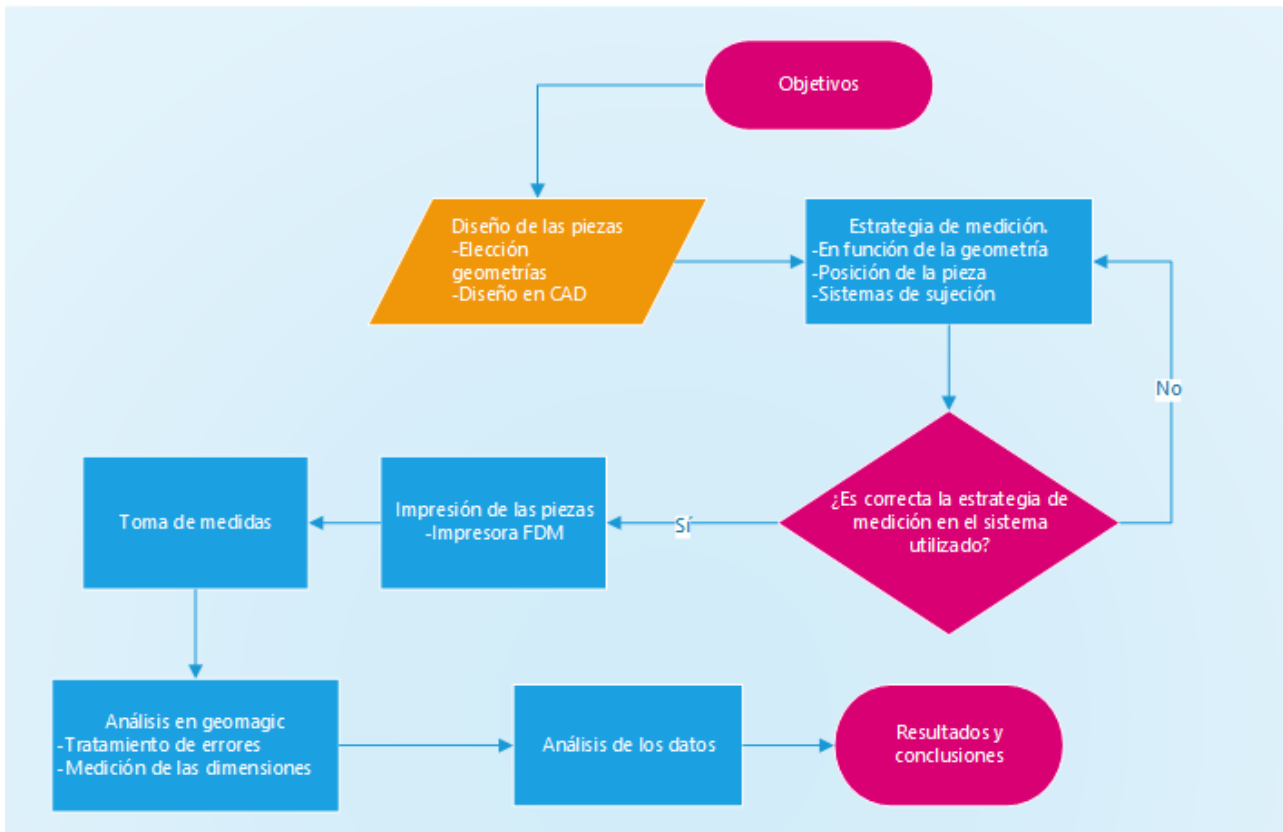 Objetivos
Diseño de las piezas
-Elección
geometrías
-Diseño en CAD
Estrategia de medición.
-En función de la geometría
-Posición de la pieza
-Sistemas de sujeción
No
¿Es correcta la estrategia de
medición en el sistema
utilizado?
Sí
Impresión de las piezas
-Impresora FDM
Toma de medidas
Análisis en geomagic
-Tratamiento de errores
-Medición de las dimensiones
Análisis de los datos
Resultados y
conclusiones